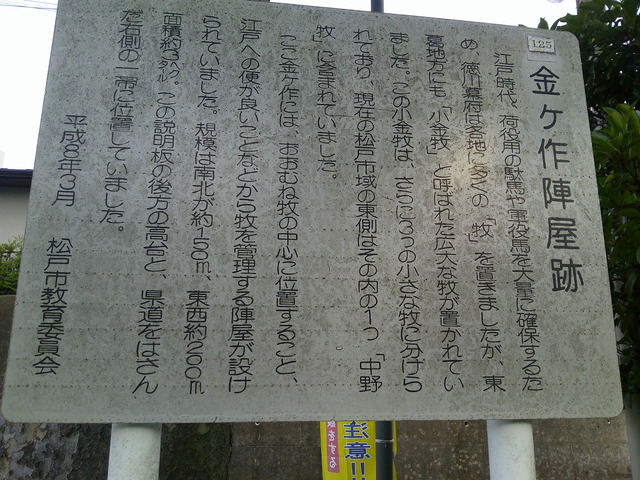 125
金ケ作陣屋跡
江戸時代、荷役用の駄馬や軍役馬を大量に確保するた
め、徳川幕府は各地に多くの「牧」を置きましたが、東
葛地方にも「小金牧」と呼ばれた広大な牧が置かれてい
ました。この小金牧は、さらに3つの小さな牧に分けら
れており、現在の松戸市域の東側はその内の1つ「中野
牧」に含まれていました。
ここ金ケ作には、おおむね牧の中心に位置すること、
江戸への便が良いことなどから牧を管理する陣屋が設け
られていました。規模は南北が約150m、東西約200m
面積約3ヘクタール。この説明板の後方の高台と、県道をはさん
だ右側の一帯に位置していました。
平成8年3月 松戸市教育委員会
注意!!
をする